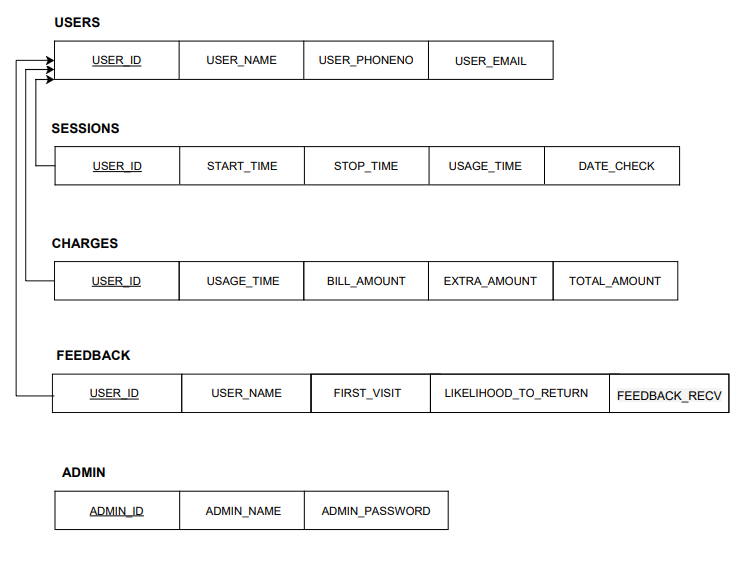 USERS
USER_ID USER_NAME USER_PHONENO USER_EMAIL
SESSIONS
USER_ID START_TIME STOP_TIME USAGE_TIME DATE_CHECK
CHARGES
USER_ID USAGE_TIME BILL_AMOUNT EXTRA_AMOUNT TOTAL_AMOUNT
FEEDBACK
USER_ID USER_NAME FIRST_VISIT LIKELIHOOD_TO_RETURN FEEDBACK_RECV
ADMIN
ADMIN_ID ADMIN_NAME ADMIN_PASSWORD